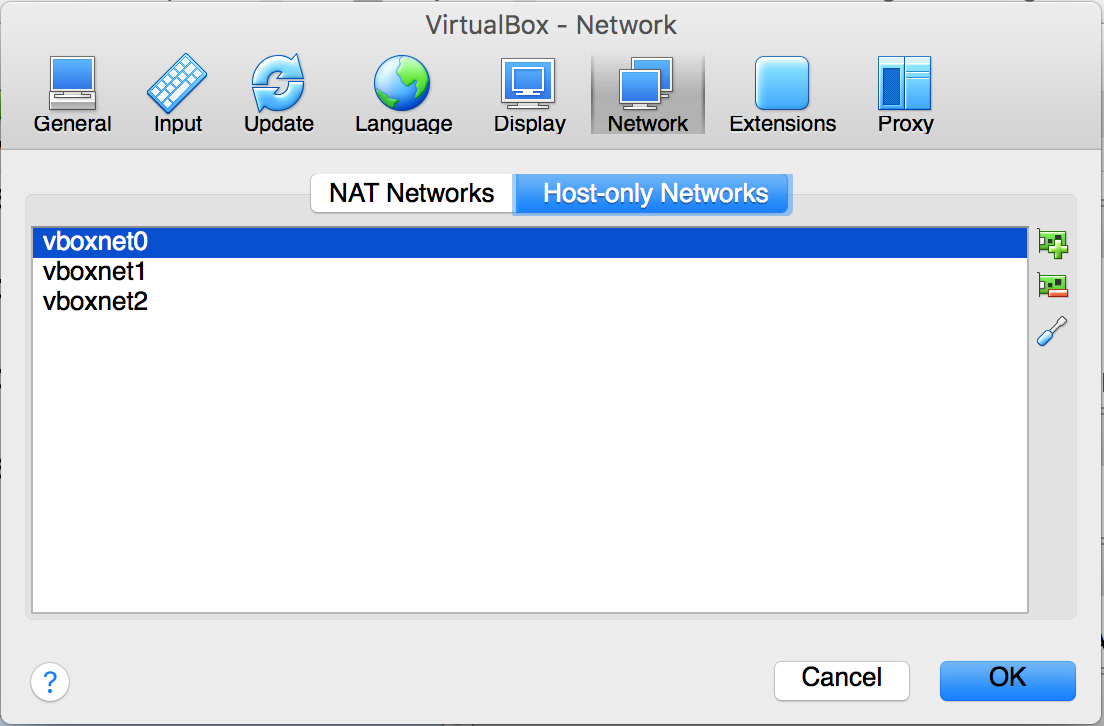 VirtualBox - Network
General Input Update Language Display Network Extensions Proxy
NAT Networks Host-only Networks
vboxnet0
vboxnet1
vboxnet2
? Cancel OK